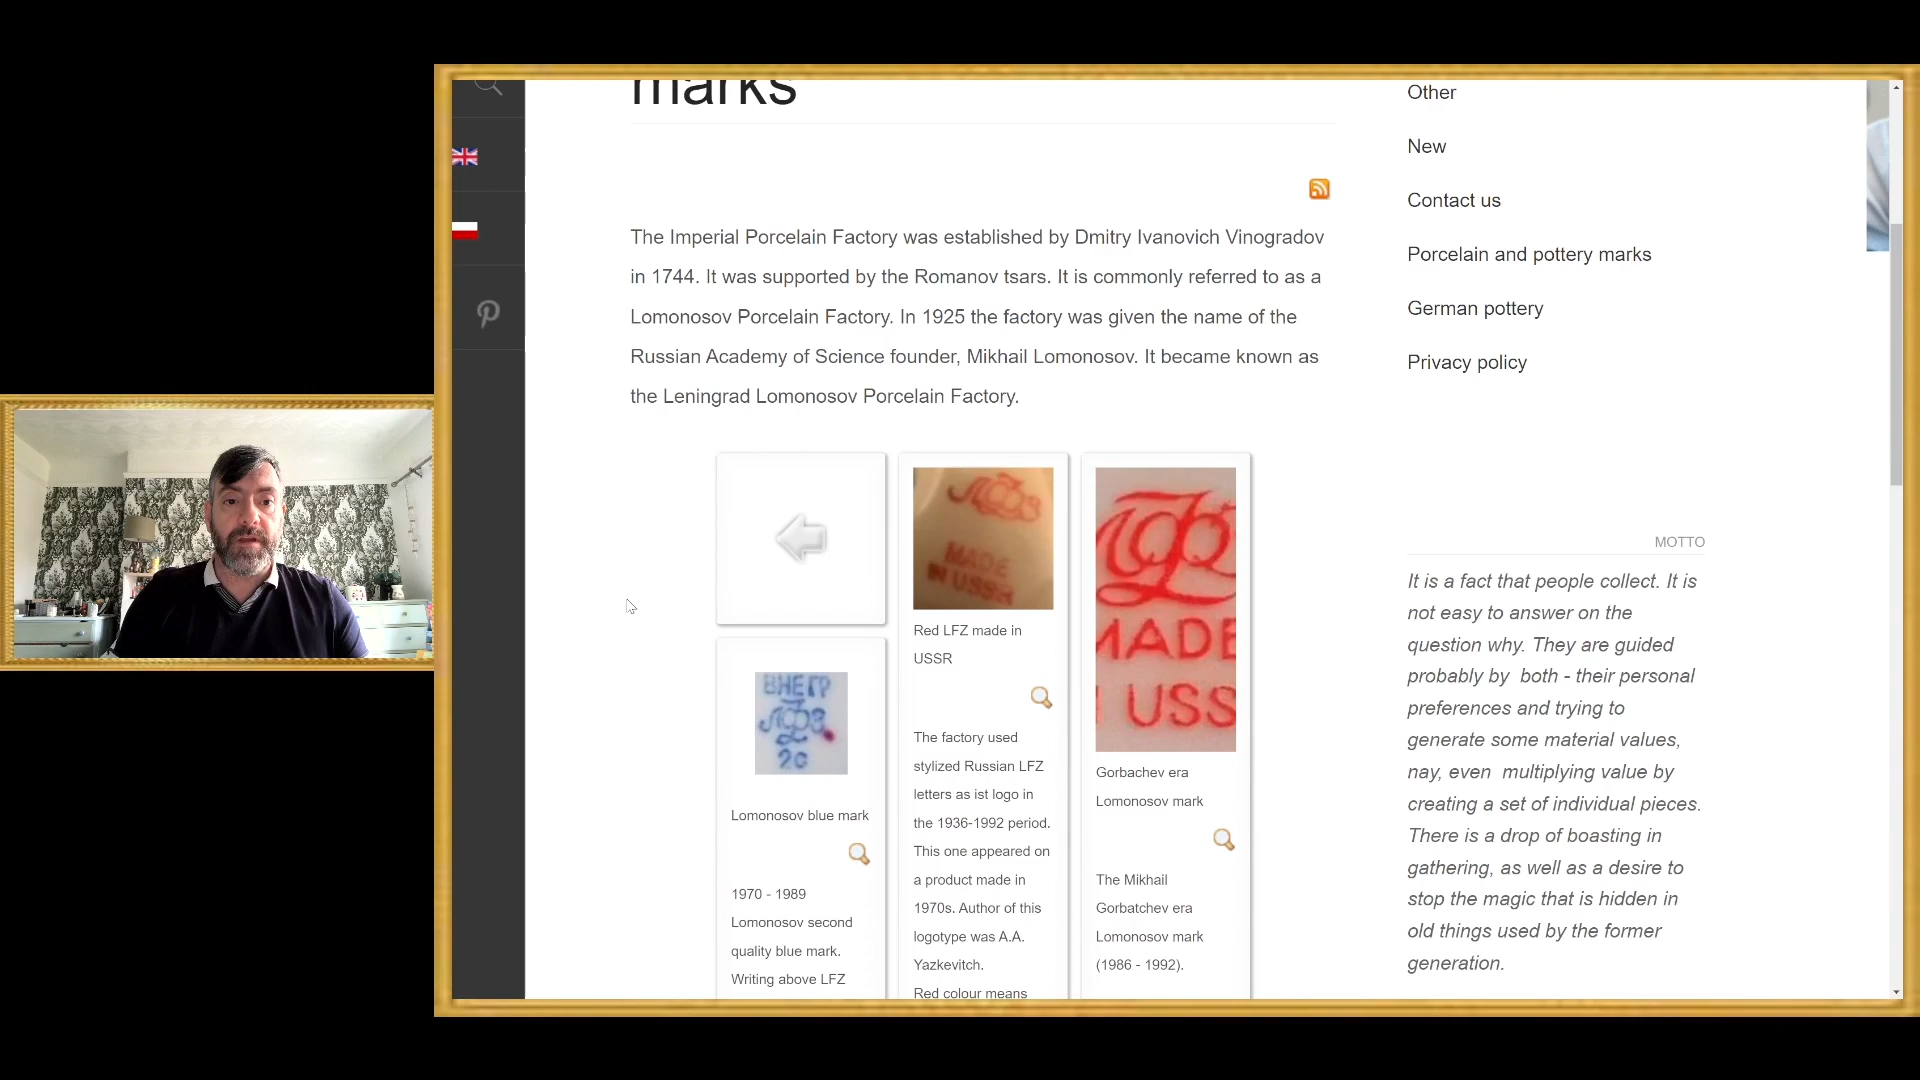 marks
The Imperial Porcelain Factory was established by Dmitry Ivanovich Vinogradov
in 1744. It was supported by the Romanov tsars. It is commonly referred to as a
Lomonosov Porcelain Factory. In 1925 the factory was given the name of the
Russian Academy of Science founder, Mikhail Lomonosov. It became known as
the Leningrad Lomonosov Porcelain Factory.
ВНЕГР
ЛФЗ
2с
Lomonosov blue mark
1970 - 1989
Lomonosov second
quality blue mark.
Writing above LFZ
ЛФЗ
MADE
IN USSR
Red LFZ made in
USSR
The factory used
stylized Russian LFZ
letters as ist logo in
the 1936-1992 period.
This one appeared on
a product made in
1970s. Author of this
logotype was A.A.
Yazkevitch.
Red colour means
ЛФЗ
MADE
USS
Gorbachev era
Lomonosov mark
The Mikhail
Gorbatchev era
Lomonosov mark
(1986 - 1992).
Other
New
Contact us
Porcelain and pottery marks
German pottery
Privacy policy
MOTTO
It is a fact that people collect. It is
not easy to answer on the
question why. They are guided
probably by both - their personal
preferences and trying to
generate some material values,
nay, even multiplying value by
creating a set of individual pieces.
There is a drop of boasting in
gathering, as well as a desire to
stop the magic that is hidden in
old things used by the former
generation.